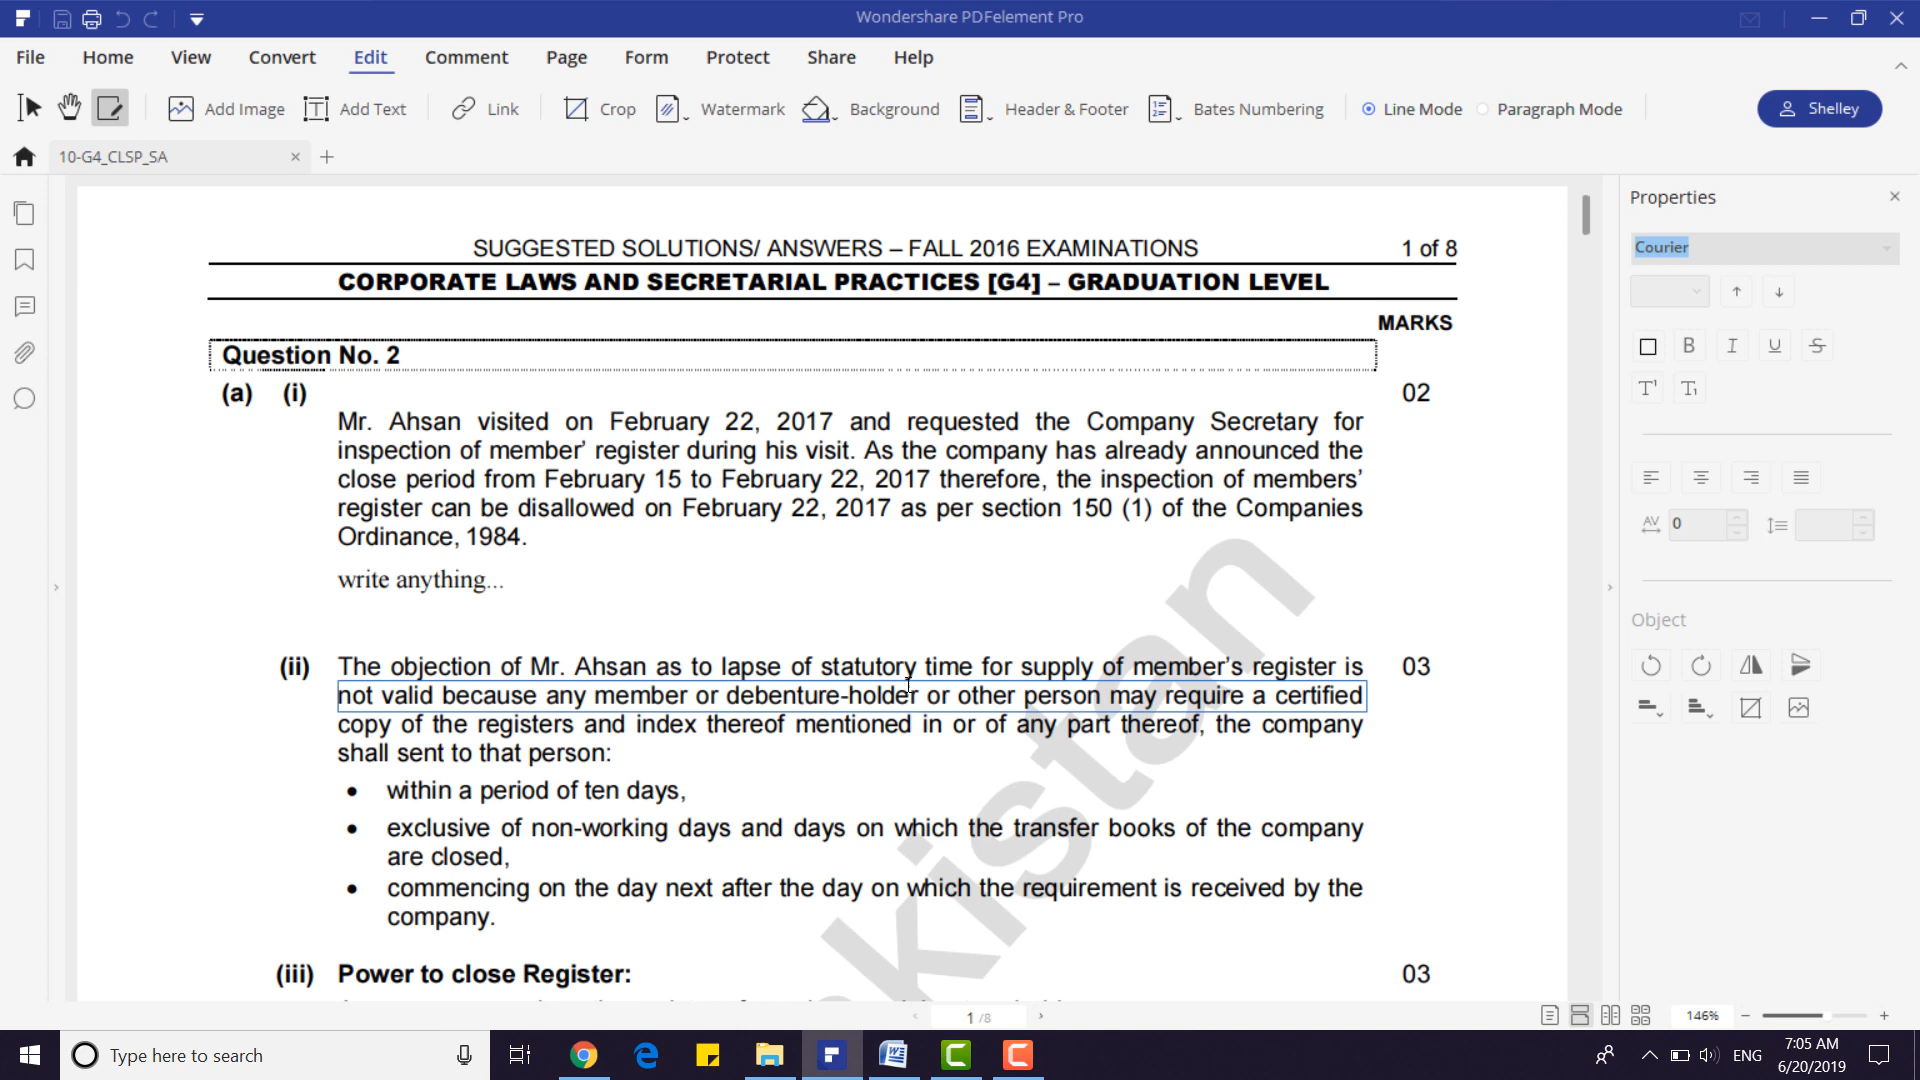 Wondershare PDFelement Pro
File Home View Convert Edit Comment Page Form Protect Share Help
Add Image Add Text Link Crop Watermark Background Header & Footer Bates Numbering Line Mode Paragraph Mode Shelley
10-G4_CLSP_SA
Properties
Courier
SUGGESTED SOLUTIONS/ ANSWERS – FALL 2016 EXAMINATIONS 1 of 8
CORPORATE LAWS AND SECRETARIAL PRACTICES [G4] – GRADUATION LEVEL
MARKS
Question No. 2
(a) (i) 02
Mr. Ahsan visited on February 22, 2017 and requested the Company Secretary for
inspection of member’ register during his visit. As the company has already announced the
close period from February 15 to February 22, 2017 therefore, the inspection of members’
register can be disallowed on February 22, 2017 as per section 150 (1) of the Companies
Ordinance, 1984.
write anything...
(ii) The objection of Mr. Ahsan as to lapse of statutory time for supply of member’s register is 03
not valid because any member or debenture-holder or other person may require a certified
copy of the registers and index thereof mentioned in or of any part thereof, the company
shall sent to that person:
• within a period of ten days,
• exclusive of non-working days and days on which the transfer books of the company
are closed,
• commencing on the day next after the day on which the requirement is received by the
company.
(iii) Power to close Register: 03
kistan
B I U S
T¹ T₁
AV 0
Object
1 /8
146%
Type here to search
ENG
7:05 AM
6/20/2019